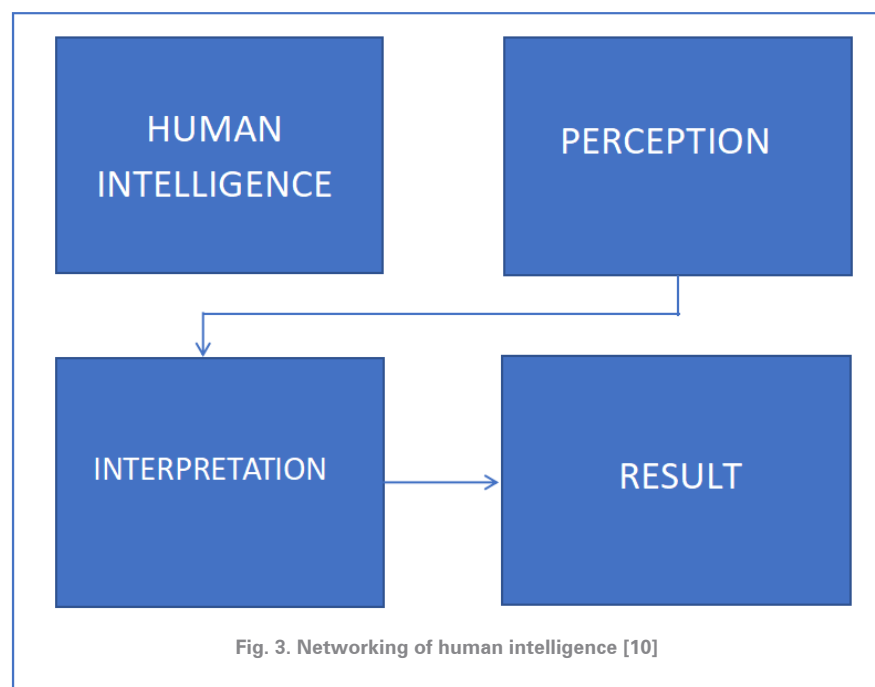 HUMAN
INTELLIGENCE
PERCEPTION
INTERPRETATION
RESULT
Fig. 3. Networking of human intelligence [10]